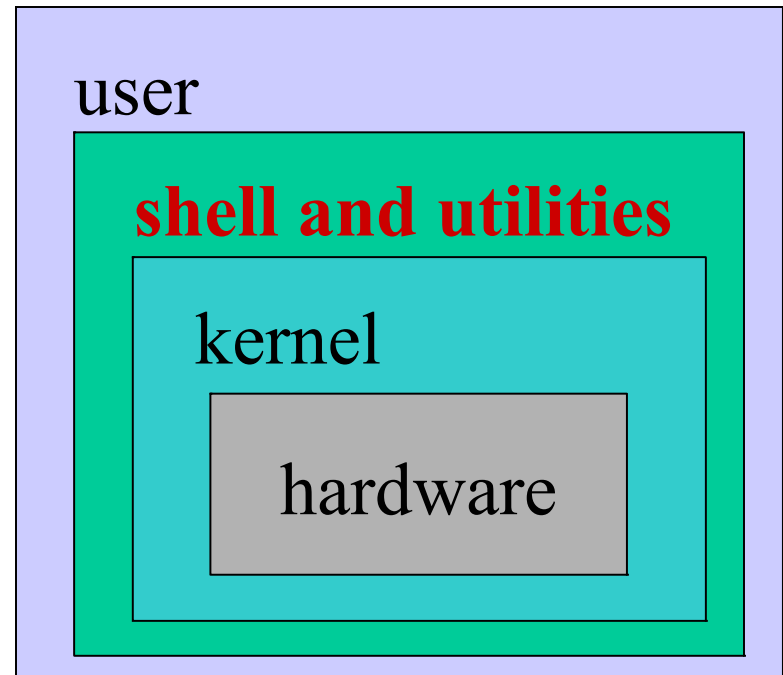 user
shell and utilities
kernel
hardware